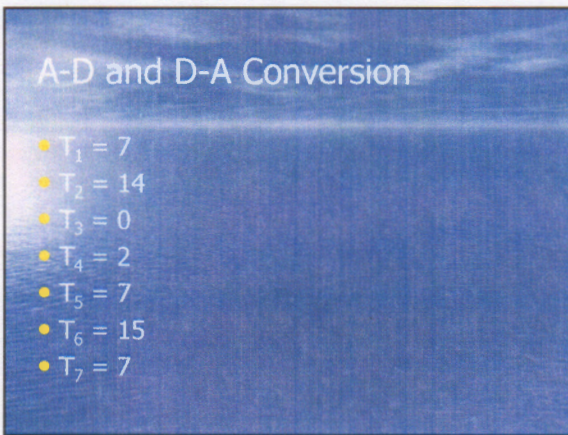 A-D and D-A Conversion
• T₁ = 7
• T₂ = 14
• T₃ = 0
• T₄ = 2
• T₅ = 7
• T₆ = 15
• T₇ = 7